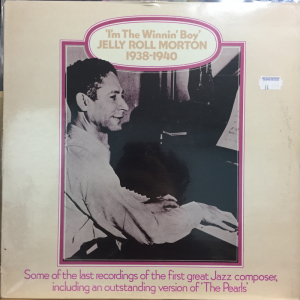 'I'm The Winnin' Boy'
JELLY ROLL MORTON
1938-1940
Some of the last recordings of the first great Jazz composer,
including an outstanding version of 'The Pearls'